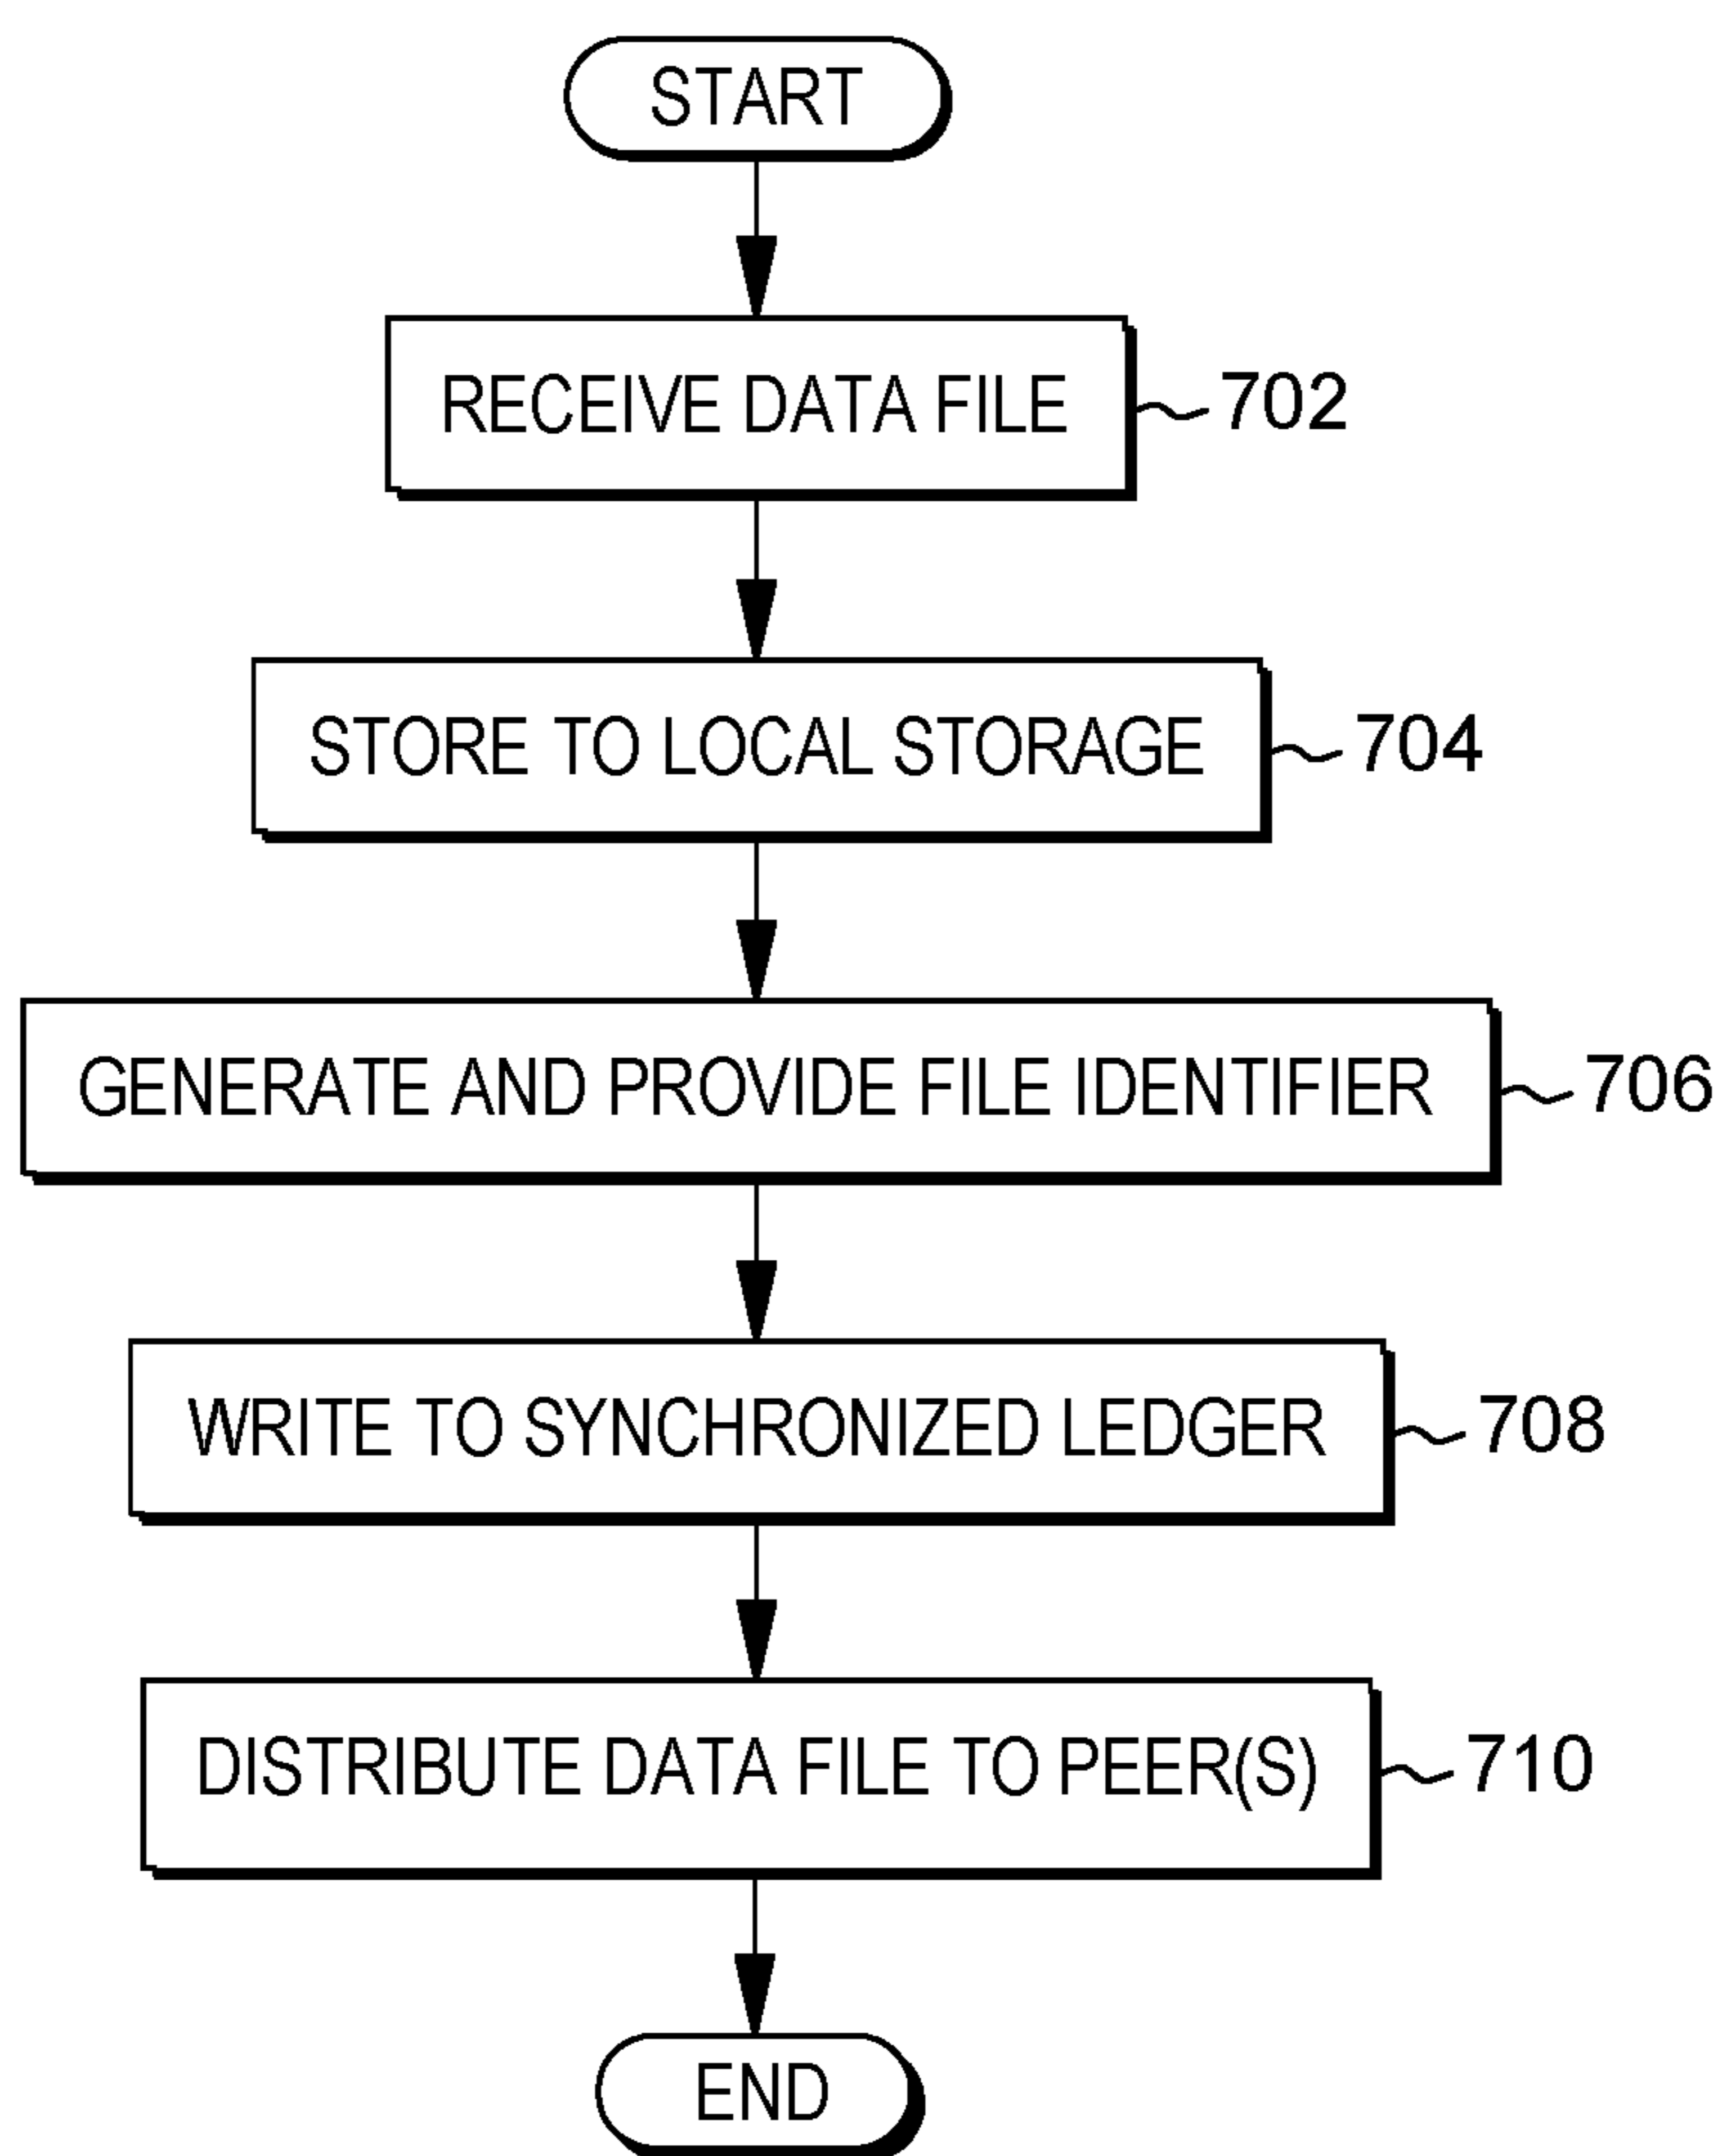 START
RECEIVE DATA FILE 702
STORE TO LOCAL STORAGE 704
GENERATE AND PROVIDE FILE IDENTIFIER 706
WRITE TO SYNCHRONIZED LEDGER 708
DISTRIBUTE DATA FILE TO PEER(S) 710
END